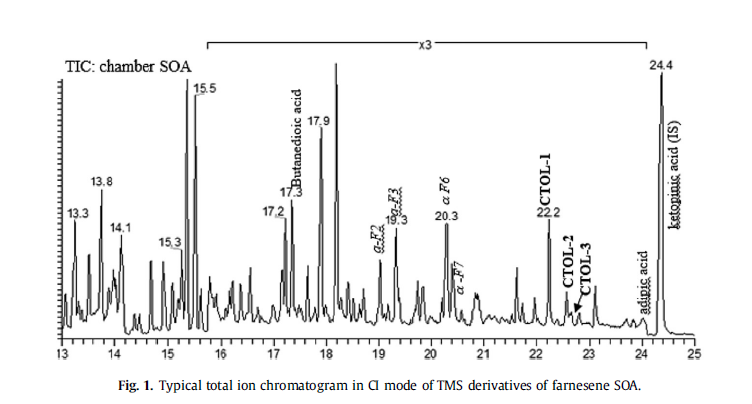 x3
TIC: chamber SOA
24.4
15.5
Butanedioic acid
17.9
13.8
17.3
α-F3
α F6
CTOL-1
ketopinic acid (IS)
13.3
17.2
19.3
20.3
22.2
14.1
15.3
α-F2
α-F7
CTOL-2
CTOL-3
adipic acid
13 14 15 16 17 18 19 20 21 22 23 24 25
Fig. 1. Typical total ion chromatogram in CI mode of TMS derivatives of farnesene SOA.